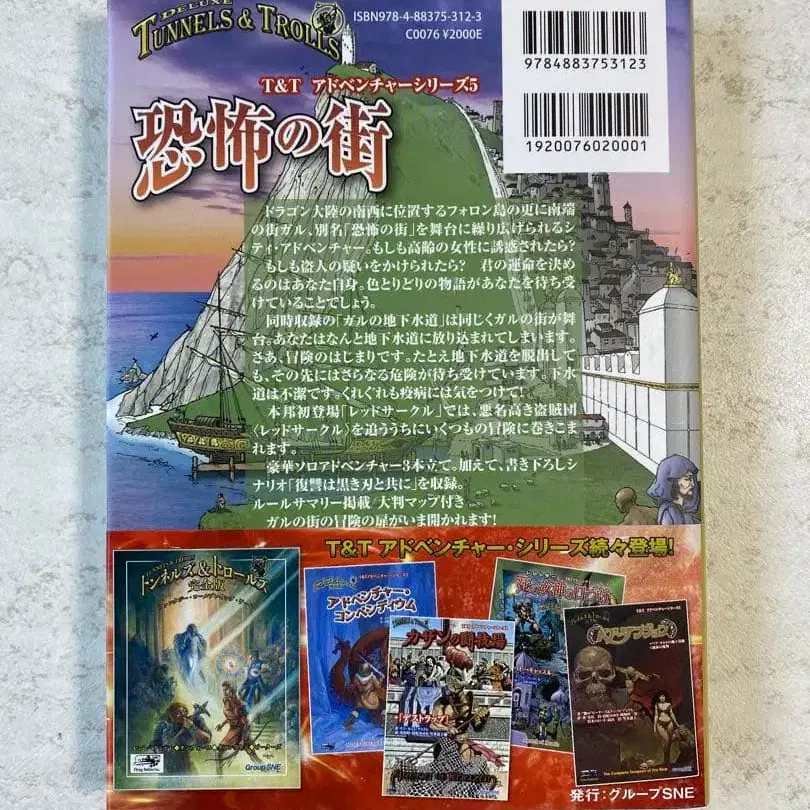 DELUXE
TUNNELS & TROLLS
ISBN978-4-88375-312-3
C0076 ¥2000E
9784883753123
1920076020001
T&T アドベンチャーシリーズ5
恐怖の街
ドラゴン大陸の南西に位置するフォロン島の更に南端
の街ガル、別名「恐怖の街」を舞台に繰り広げられるシ
ティ・アドベンチャー。もしも高齢の女性に誘惑されたら?
もしも盗人の疑いをかけられたら? 君の運命を決め
るのはあなた自身。色とりどりの物語があなたを待ち受
けていることでしょう。
同時収録の「ガルの地下水道」は同じくガルの街が舞
台。あなたはなんと地下水道に放り込まれてしまいます。
さあ、冒険のはじまりです。たとえ地下水道を脱出して
も、その先にはさらなる危険が待ち受けています。下水
道は不潔です。くれぐれも疫病には気をつけて!
本邦初登場「レッドサークル」では、悪名高き盗賊団
〈レッドサークル〉を追ううちにいくつもの冒険に巻きこま
れます。
豪華ソロアドベンチャー3本立て。加えて、書き下ろしシ
ナリオ「復讐は黒き刃と共に」を収録。
ルールサマリー掲載/大判マップ付き
ガルの街の冒険の扉がいま開かれます!
T&T アドベンチャー・シリーズ続々登場!
トンネルズ&トロールズ
完全版
GroupSNE
アドベンチャー・
コンペンディウム
カザンの闘技場
「デストラップ」
発行:グループSNE